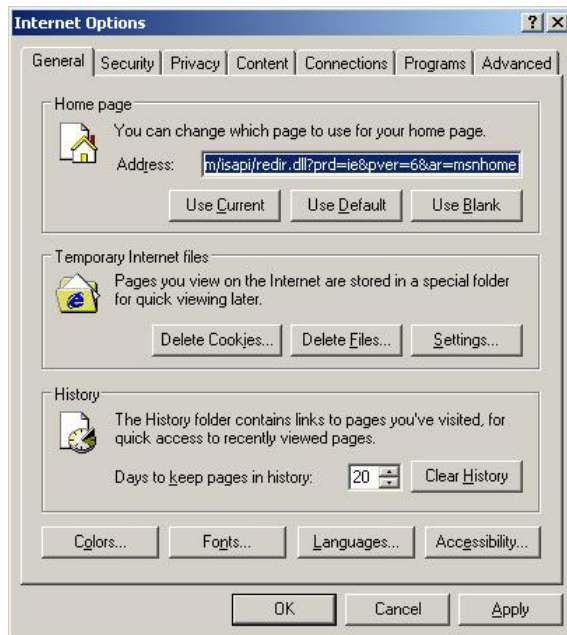 Internet Options
General Security Privacy Content Connections Programs Advanced
Home page
You can change which page to use for your home page.
Address: m/isapi/redir.dll?prd=ie&pver=6&ar=msnhome
Use Current Use Default Use Blank
Temporary Internet files
Pages you view on the Internet are stored in a special folder
for quick viewing later.
Delete Cookies... Delete Files... Settings...
History
The History folder contains links to pages you've visited, for
quick access to recently viewed pages.
Days to keep pages in history: 20 Clear History
Colors... Fonts... Languages... Accessibility...
OK Cancel Apply